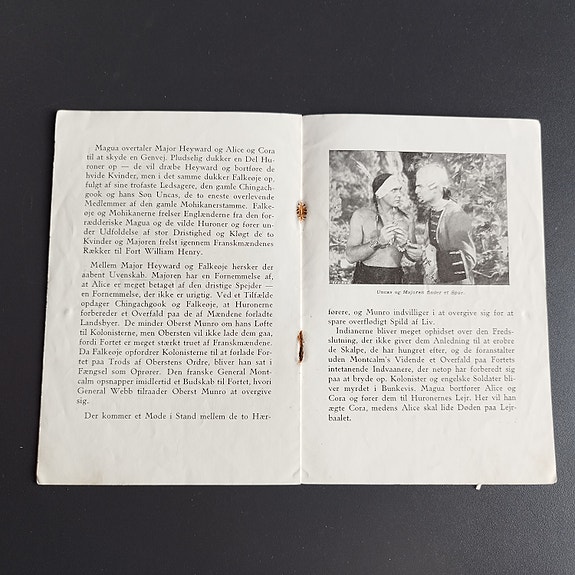 Magua overtaler Major Heyward og Alice og Cora
til at skyde en Genvej. Pludselig dukker en Del Hu-
roner op — de vil dræbe Heyward og bortføre de
hvide Kvinder, men i det samme dukker Falkeøje op,
fulgt af sine trofaste Ledsagere, den gamle Chingach-
gook og hans Søn Uncas, de to eneste overlevende
Medlemmer af den gamle Mohikanerstamme. Falke-
øje og Mohikanerne frelser Englænderne fra den for-
rædderiske Magua og de vilde Huroner og fører un-
der Udfoldelse af stor Dristighed og Kløgt de to
Kvinder og Majoren frelst igennem Franskmændenes
Rækker til Fort William Henry.
Mellem Major Heyward og Falkeøje hersker der
aabent Uvenskab. Majoren har en Fornemmelse af,
at Alice er meget betaget af den dristige Spejder —
en Fornemmelse, der ikke er urigtig. Ved et Tilfælde
opdager Chingachgook og Falkeøje, at Huronerne
forbereder et Overfald paa de af Mændene forladte
Landsbyer. De minder Oberst Munro om hans Løfte
til Kolonisterne, men Obersten vil ikke lade dem gaa,
fordi Fortet er meget stærkt truet af Franskmændene.
Da Falkeøje opfordrer Kolonisterne til at forlade For-
tet paa Trods af Oberstens Ordre, bliver han sat i
Fængsel som Oprører. Den franske General Mont-
calm opsnapper imidlertid et Budskab til Fortet, hvori
General Webb tilraader Oberst Munro at overgive
sig.
Der kommer et Møde i Stand mellem de to Hær-
Uncas og Majoren finder et Spor.
førere, og Munro indvilliger i at overgive sig for at
spare overflødigt Spild af Liv.
Indianerne bliver meget ophidset over den Freds-
slutning, der ikke giver dem Anledning til at erobre
de Skalpe, de har hungret efter, og de foranstalter
uden Montcalm's Vidende et Overfald paa Fortets
intetanende Indvaanere, der netop har forberedt sig
paa at bryde op. Kolonister og engelske Soldater bli-
ver myrdet i Bunkevis. Magua bortfører Alice og
Cora og fører dem til Huronernes Lejr. Her vil han
ægte Cora, medens Alice skal lide Døden paa Lejr-
baalet.